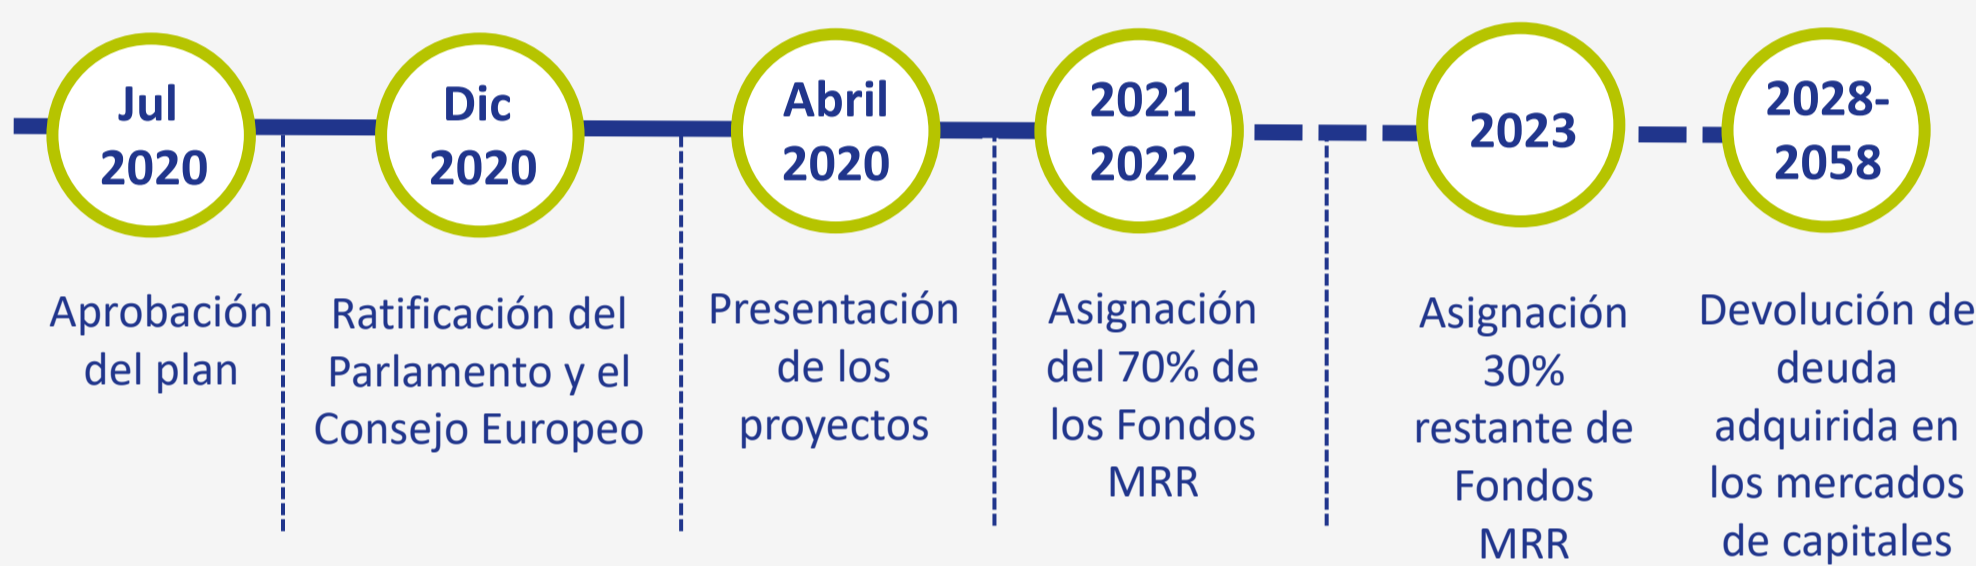 Jul
2020
Dic
2020
Abril
2020
2021
2022
2023
2028-
2058
Aprobación
del plan
Ratificación del
Parlamento y el
Consejo Europeo
Presentación
de los
proyectos
Asignación
del 70% de
los Fondos
MRR
Asignación
30%
restante de
Fondos
MRR
Devolución de
deuda
adquirida en
los mercados
de capitales